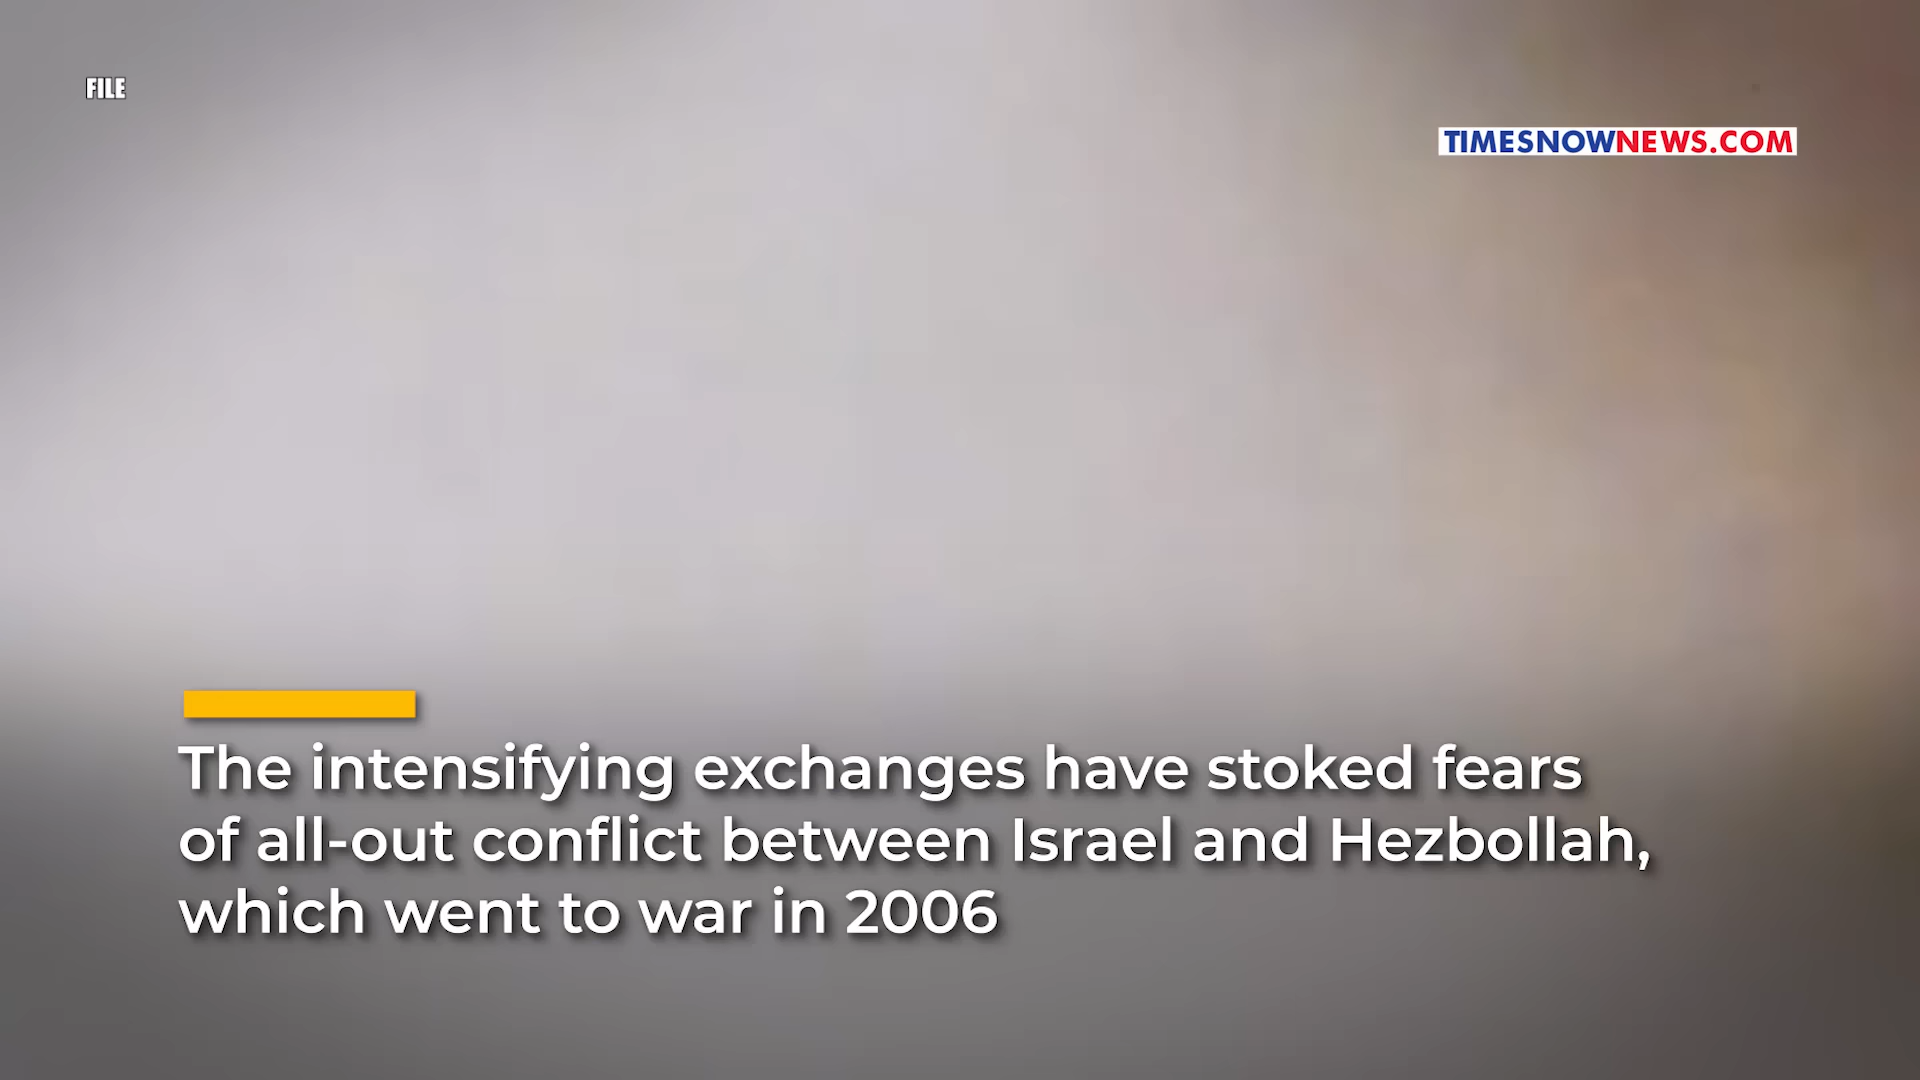 FILE
TIMESNOWNEWS.COM
The intensifying exchanges have stoked fears
of all-out conflict between Israel and Hezbollah,
which went to war in 2006